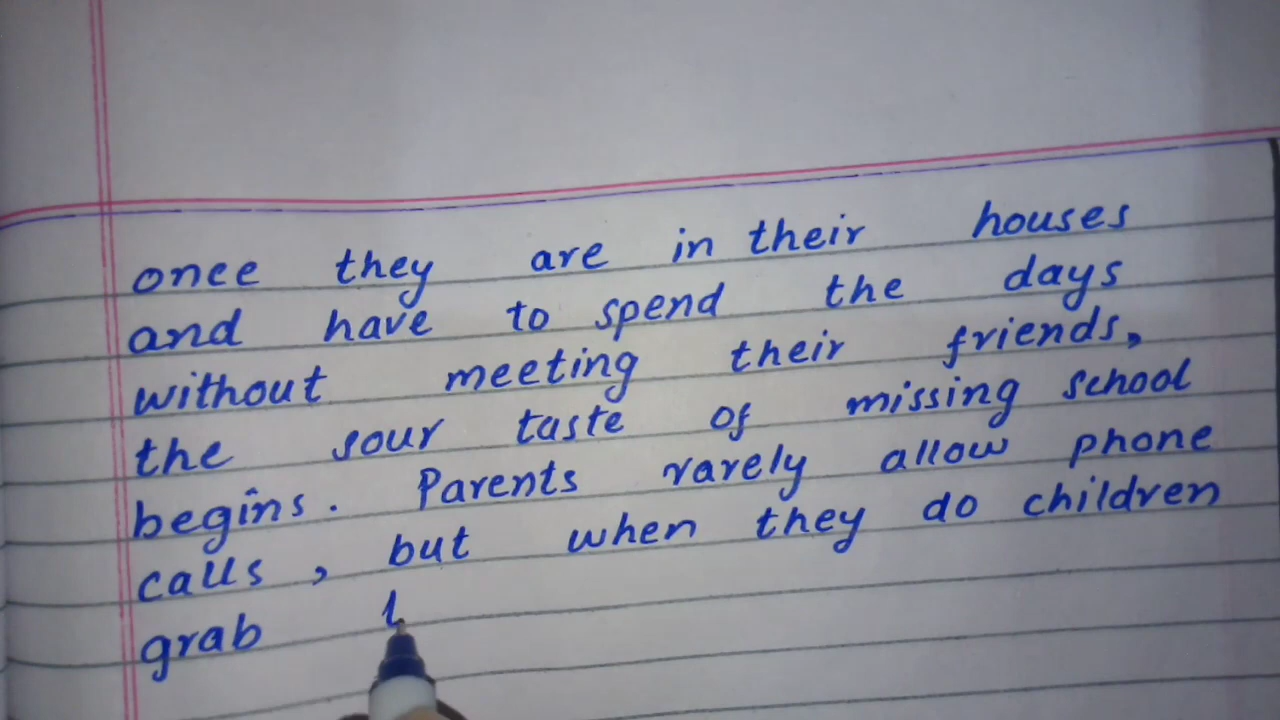 once they are in their houses
and have to spend the days
without meeting their friends,
the sour taste of missing school
begins. Parents rarely allow phone
calls, but when they do children
grab